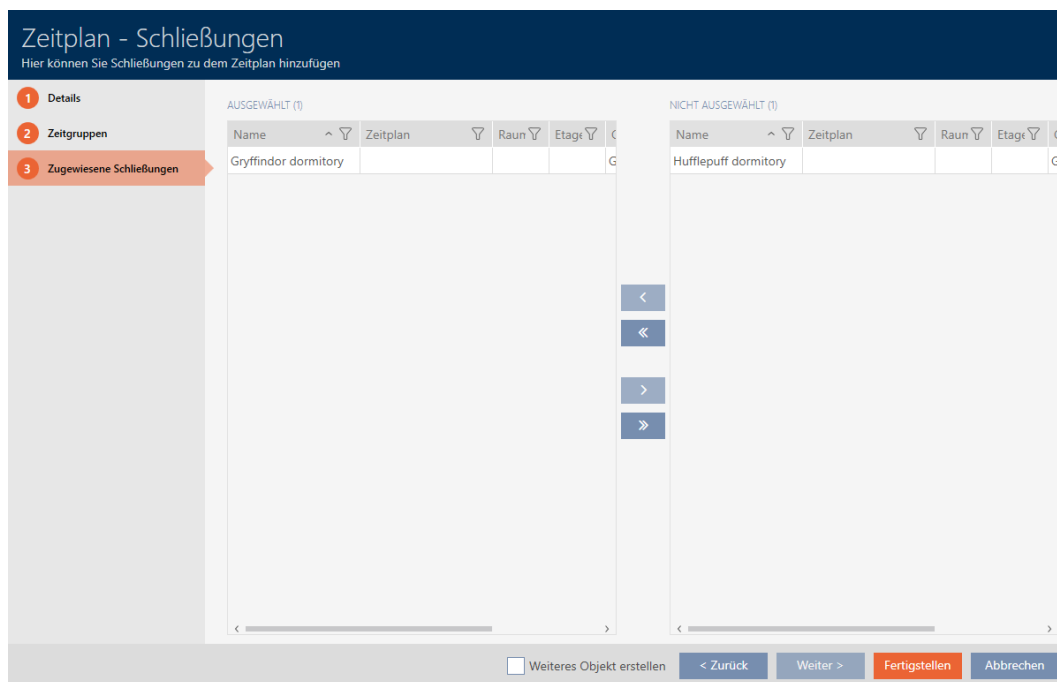 Zeitplan - Schließungen
Hier können Sie Schließungen zu dem Zeitplan hinzufügen
1 Details
2 Zeitgruppen
3 Zugewiesene Schließungen
AUSGEWÄHLT (1)
Name Zeitplan Raun Etage
Gryffindor dormitory G
NICHT AUSGEWÄHLT (1)
Name Zeitplan Raun Etage
Hufflepuff dormitory G
Weiteres Objekt erstellen < Zurück Weiter > Fertigstellen Abbrechen